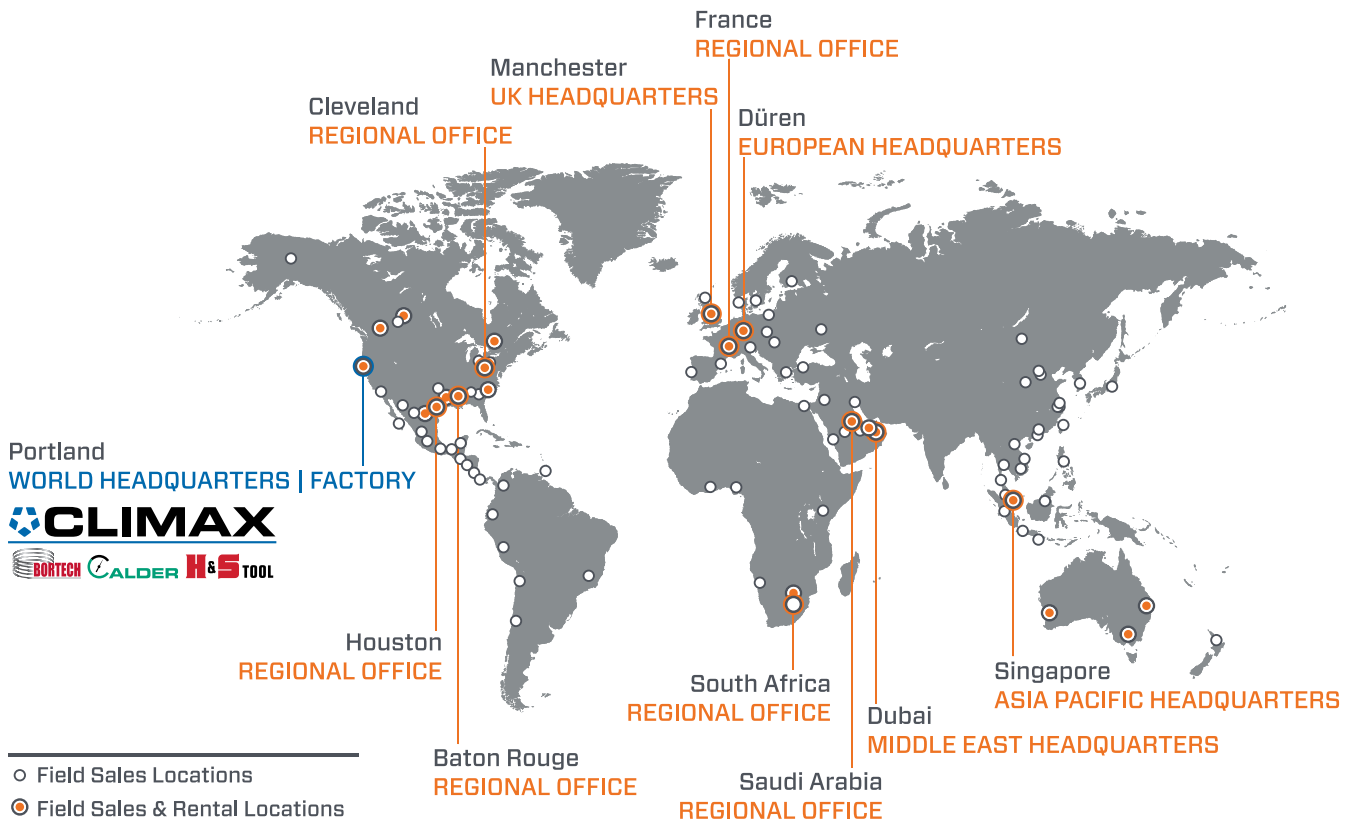 France
REGIONAL OFFICE
Manchester
UK HEADQUARTERS
Cleveland
REGIONAL OFFICE
Düren
EUROPEAN HEADQUARTERS
Portland
WORLD HEADQUARTERS | FACTORY
CLIMAX
BORTECH CALDER H&S TOOL
Houston
REGIONAL OFFICE
South Africa
REGIONAL OFFICE
Singapore
ASIA PACIFIC HEADQUARTERS
Dubai
MIDDLE EAST HEADQUARTERS
Baton Rouge
REGIONAL OFFICE
Saudi Arabia
REGIONAL OFFICE
Field Sales Locations
Field Sales & Rental Locations